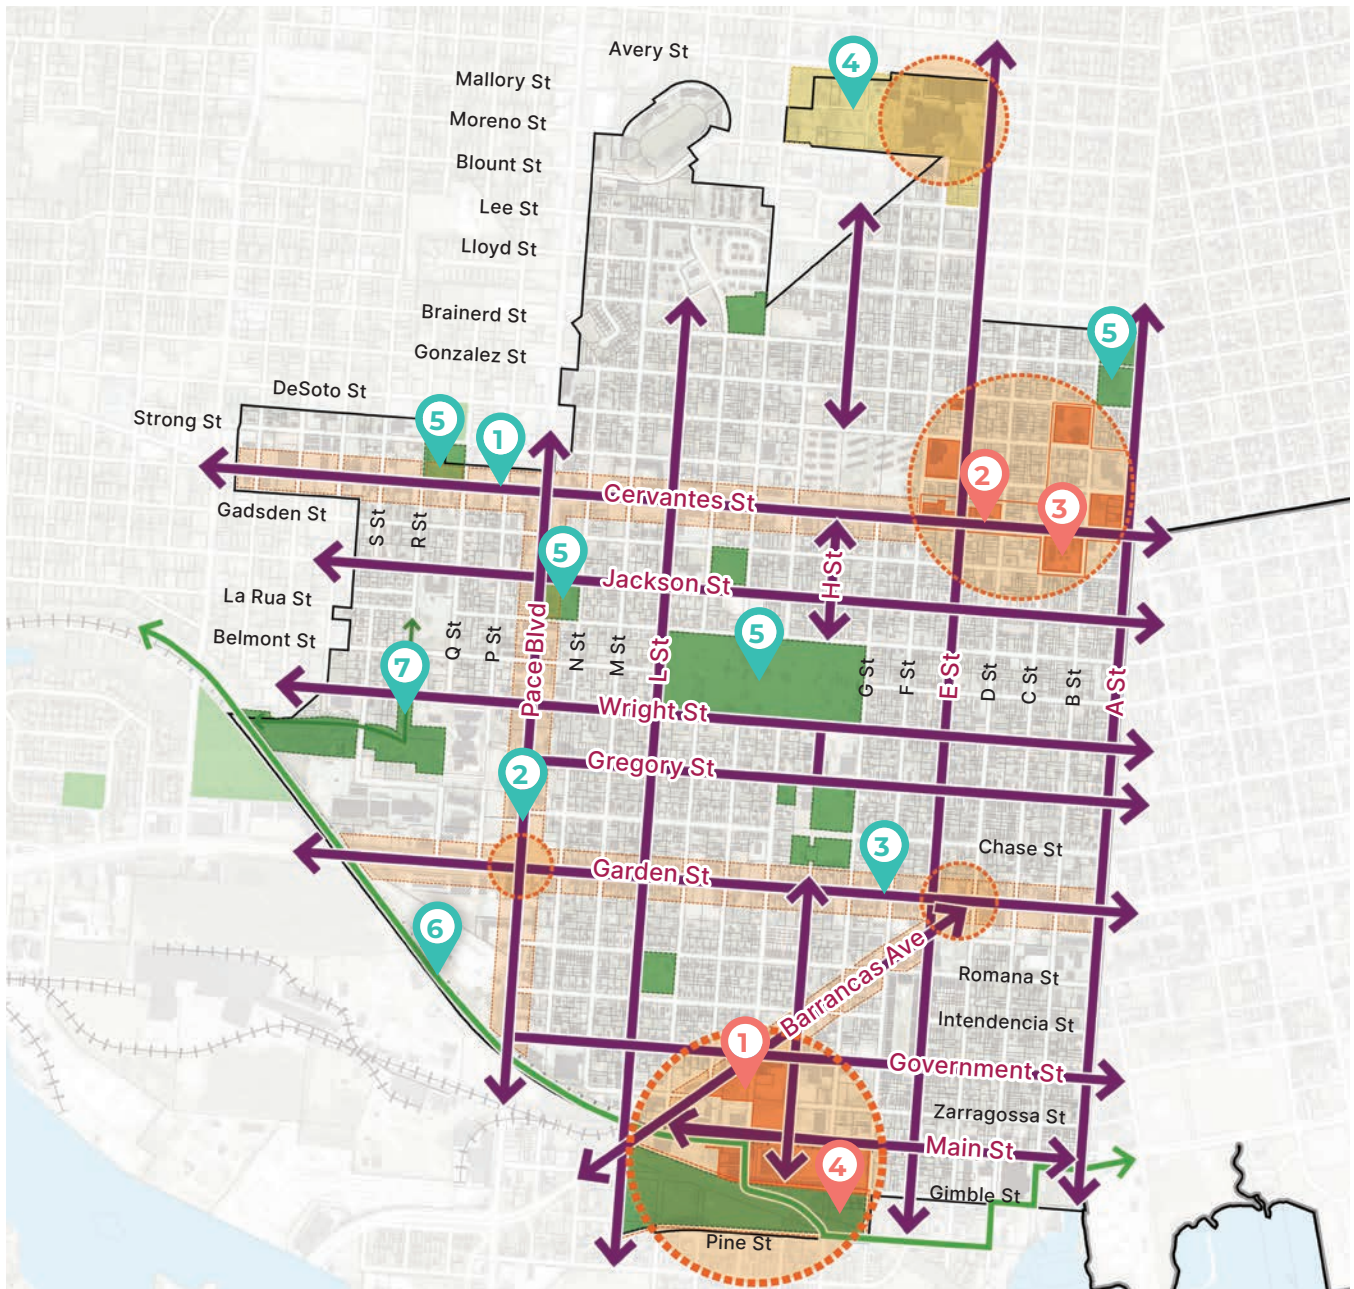 Avery St
4
Mallory St
Moreno St
Blount St
Lee St
Lloyd St
Brainerd St
5
Gonzalez St
DeSoto St
Strong St
5
1
Cervantes St
2
3
Gadsden St
S St
R St
5
Jackson St
H St
La Rua St
Belmont St
Q St
P St
Pace Blvd
N St
M St
L St
5
G St
F St
E St
D St
C St
B St
A St
7
Wright St
Gregory St
2
Chase St
3
Garden St
6
Barrancas Ave
Romana St
Intendencia St
1
Government St
Zarragossa St
Main St
4
Gimble St
Pine St